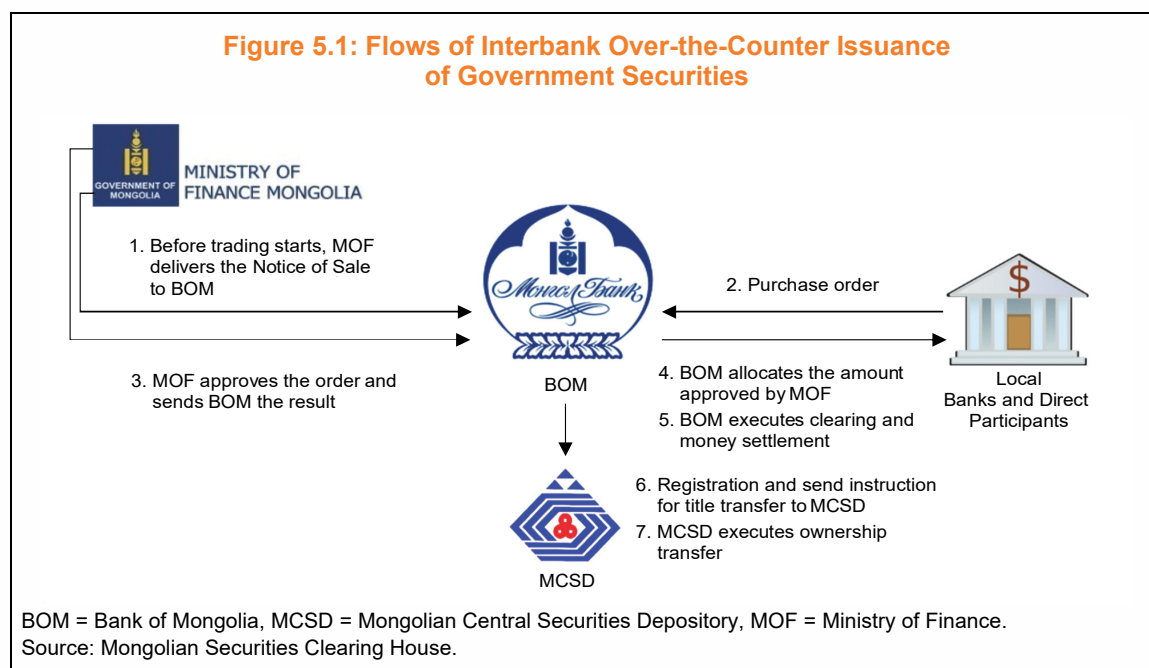 Figure 5.1: Flows of Interbank Over-the-Counter Issuance
of Government Securities
GOVERNMENT OF
MONGOLIA
MINISTRY OF
FINANCE MONGOLIA
1. Before trading starts, MOF
delivers the Notice of Sale
to BOM
МонголБанк
2. Purchase order
$
3. MOF approves the order and
sends BOM the result
BOM
4. BOM allocates the amount
approved by MOF
5. BOM executes clearing and
money settlement
Local
Banks and Direct
Participants
6. Registration and send instruction
for title transfer to MCSD
7. MCSD executes ownership
transfer
MCSD
BOM = Bank of Mongolia, MCSD = Mongolian Central Securities Depository, MOF = Ministry of Finance.
Source: Mongolian Securities Clearing House.